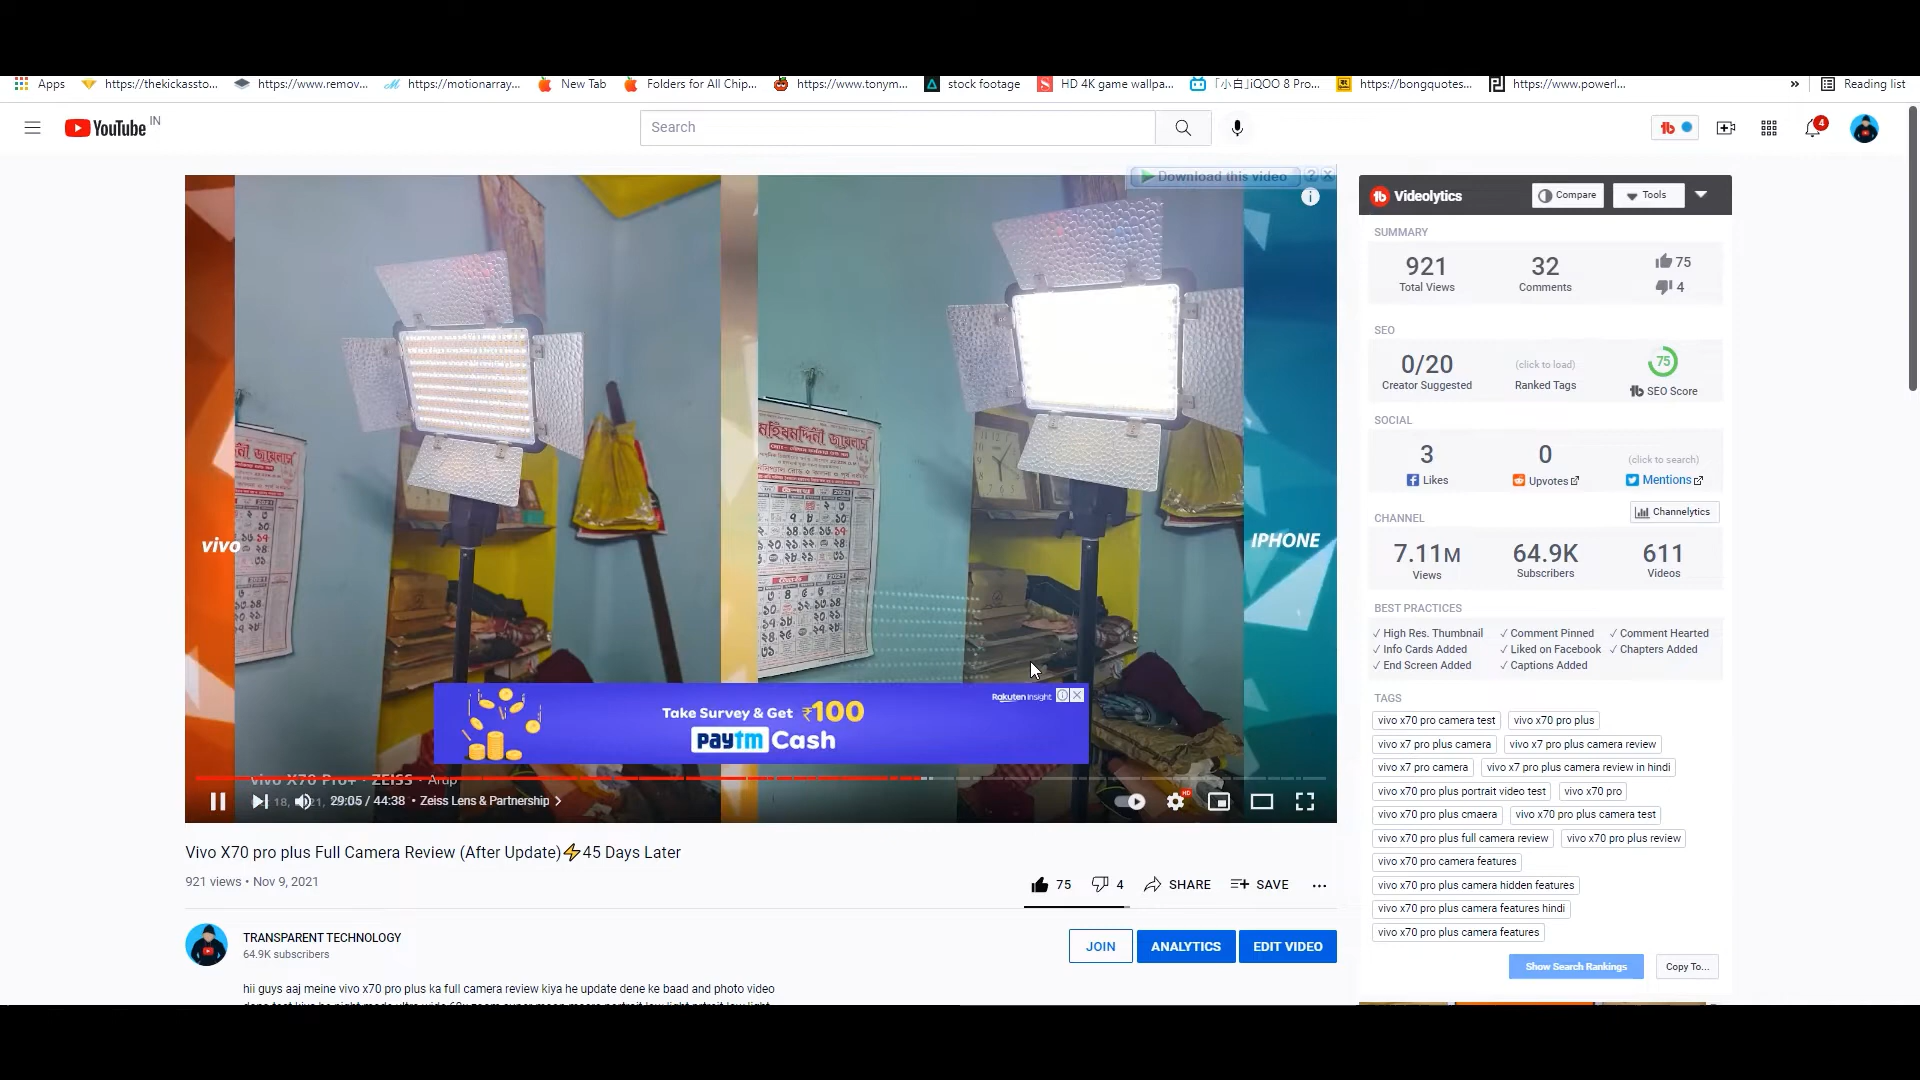 Apps https://thekickassto... https://www.remov... https://motionarray... New Tab Folders for All Chip... https://www.tonym... stock footage HD 4K game wallpa... 「小白」iQOO 8 Pro... https://bongquotes... https://www.powerl... » Reading list
YouTube IN
Search
4
Download this video ? X
vivo
IPHONE
মহিষমর্দ্দিনী জুয়েলার্স
2021
Take Survey & Get ₹100
paytm Cash
Rakuten Insight
vivo X70 Pro+ · ZEISS · Arup
29:05 / 44:38 • Zeiss Lens & Partnership >
HD
Vivo X70 pro plus Full Camera Review (After Update)⚡45 Days Later
921 views • Nov 9, 2021
75 4 SHARE SAVE ...
TRANSPARENT TECHNOLOGY
64.9K subscribers
JOIN ANALYTICS EDIT VIDEO
hii guys aaj meine vivo x70 pro plus ka full camera review kiya he update dene ke baad and photo video
tb Videolytics Compare Tools
SUMMARY
921 32 75
Total Views Comments 4
SEO
0/20 (click to load) 75
Creator Suggested Ranked Tags tb SEO Score
SOCIAL
3 0 (click to search)
Likes Upvotes Mentions
CHANNEL Channelytics
7.11M 64.9K 611
Views Subscribers Videos
BEST PRACTICES
✓ High Res. Thumbnail ✓ Comment Pinned ✓ Comment Hearted
✓ Info Cards Added ✓ Liked on Facebook ✓ Chapters Added
✓ End Screen Added ✓ Captions Added
TAGS
vivo x70 pro camera test vivo x70 pro plus
vivo x7 pro plus camera vivo x7 pro plus camera review
vivo x7 pro camera vivo x7 pro plus camera review in hindi
vivo x70 pro plus portrait video test vivo x70 pro
vivo x70 pro plus cmaera vivo x70 pro plus camera test
vivo x70 pro plus full camera review vivo x70 pro plus review
vivo x70 pro camera features
vivo x70 pro plus camera hidden features
vivo x70 pro plus camera features hindi
vivo x70 pro plus camera features
Show Search Rankings Copy To...